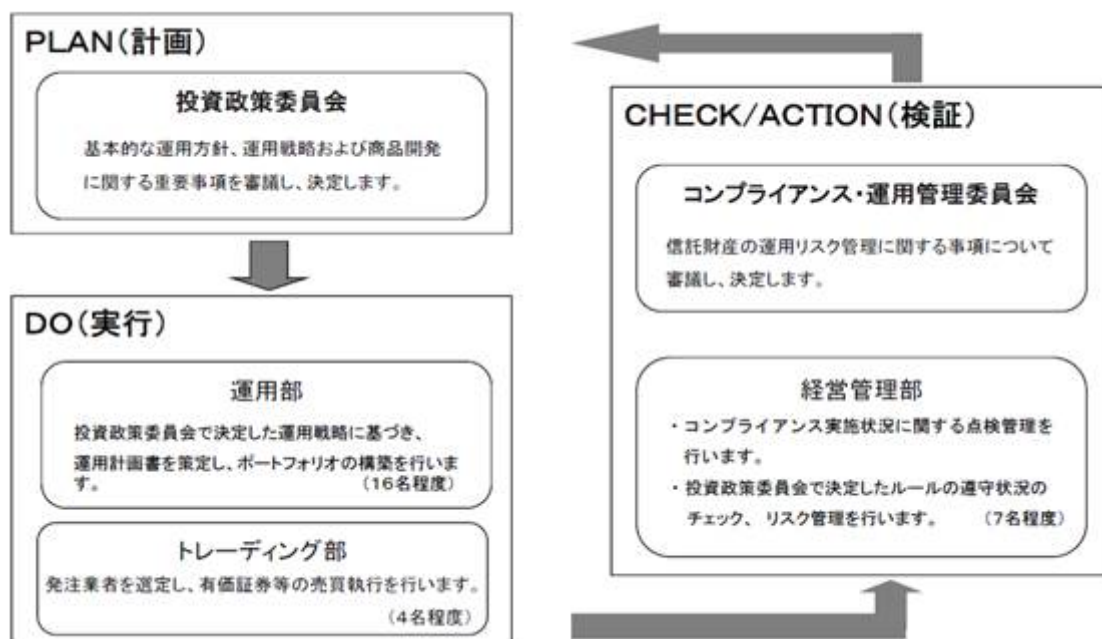 PLAN(計画)
投資政策委員会
基本的な運用方針、運用戦略および商品開発
に関する重要事項を審議し、決定します。
DO(実行)
運用部
投資政策委員会で決定した運用戦略に基づき、
運用計画書を策定し、ポートフォリオの構築を行いま
す。 (16名程度)
トレーディング部
発注業者を選定し、有価証券等の売買執行を行います。
(4名程度)
CHECK/ACTION(検証)
コンプライアンス・運用管理委員会
信託財産の運用リスク管理に関する事項について
審議し、決定します。
経営管理部
・コンプライアンス実施状況に関する点検管理を
行います。
・投資政策委員会で決定したルールの遵守状況の
チェック、 リスク管理を行います。 (7名程度)